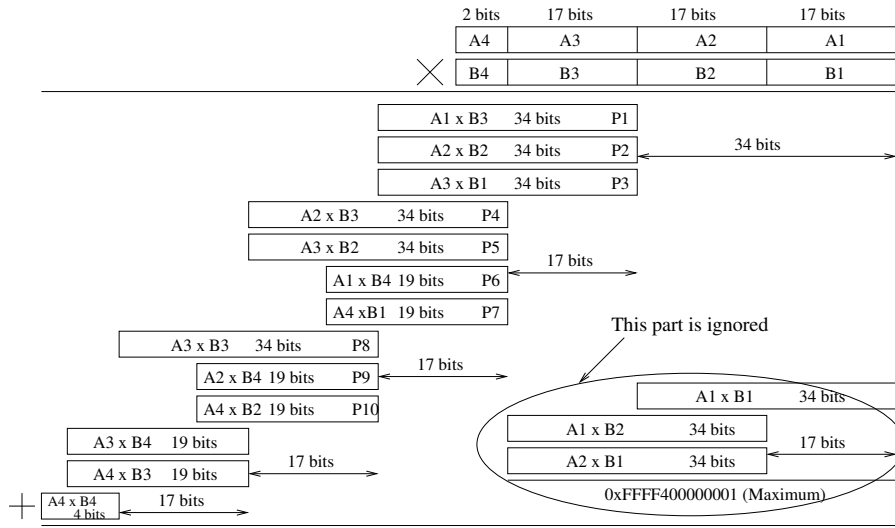 2 bits 17 bits 17 bits 17 bits
A4 A3 A2 A1
B4 B3 B2 B1
A1 x B3 34 bits P1
A2 x B2 34 bits P2
34 bits
A3 x B1 34 bits P3
A2 x B3 34 bits P4
A3 x B2 34 bits P5
17 bits
A1 x B4 19 bits P6
A4 xB1 19 bits P7
This part is ignored
A3 x B3 34 bits P8
17 bits
A2 x B4 19 bits P9
A1 x B1 34 bits
A4 x B2 19 bits P10
A1 x B2 34 bits
A3 x B4 19 bits
17 bits
17 bits
A4 x B3 19 bits
A2 x B1 34 bits
A4 x B4
4 bits
17 bits
0xFFFF400000001 (Maximum)